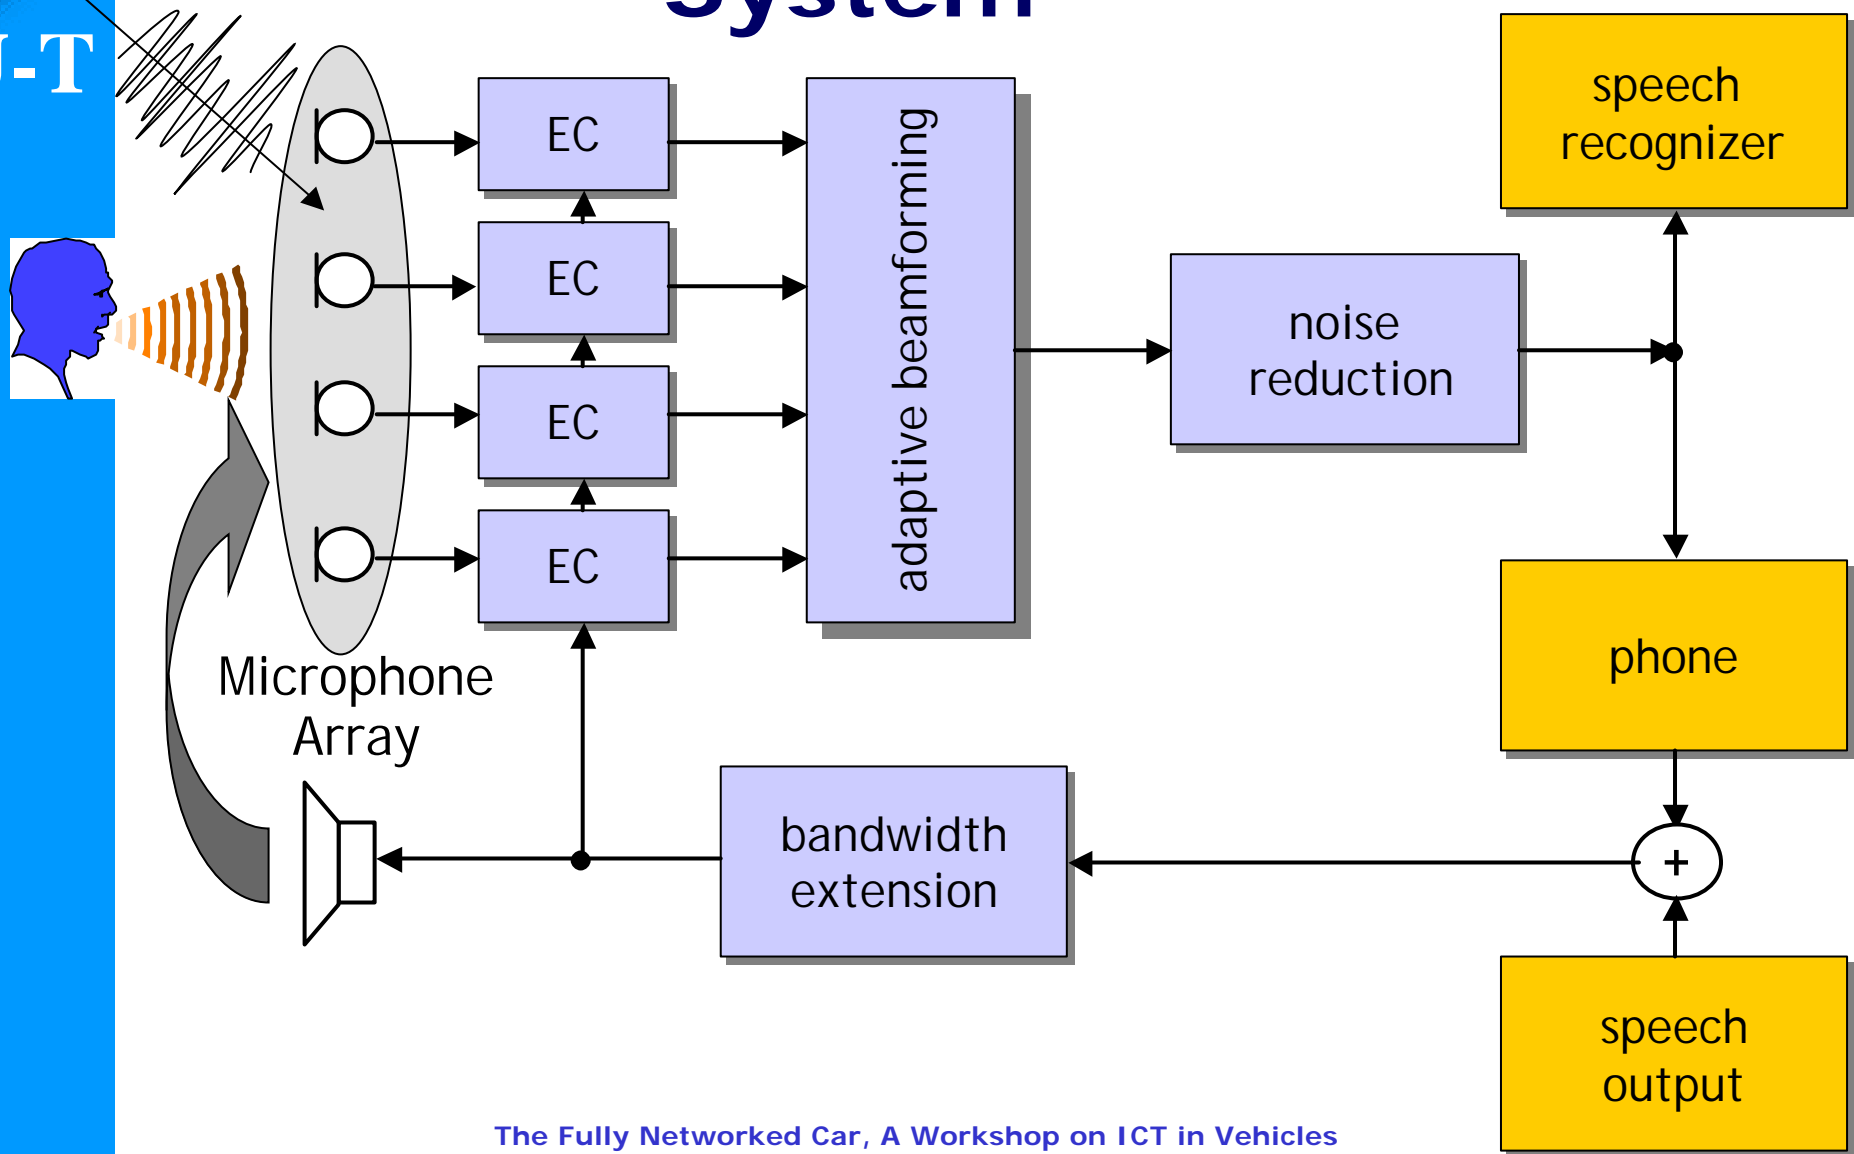 System
-T
EC
EC
EC
EC
adaptive beamforming
noise
reduction
speech
recognizer
phone
+
speech
output
bandwidth
extension
Microphone
Array
The Fully Networked Car, A Workshop on ICT in Vehicles